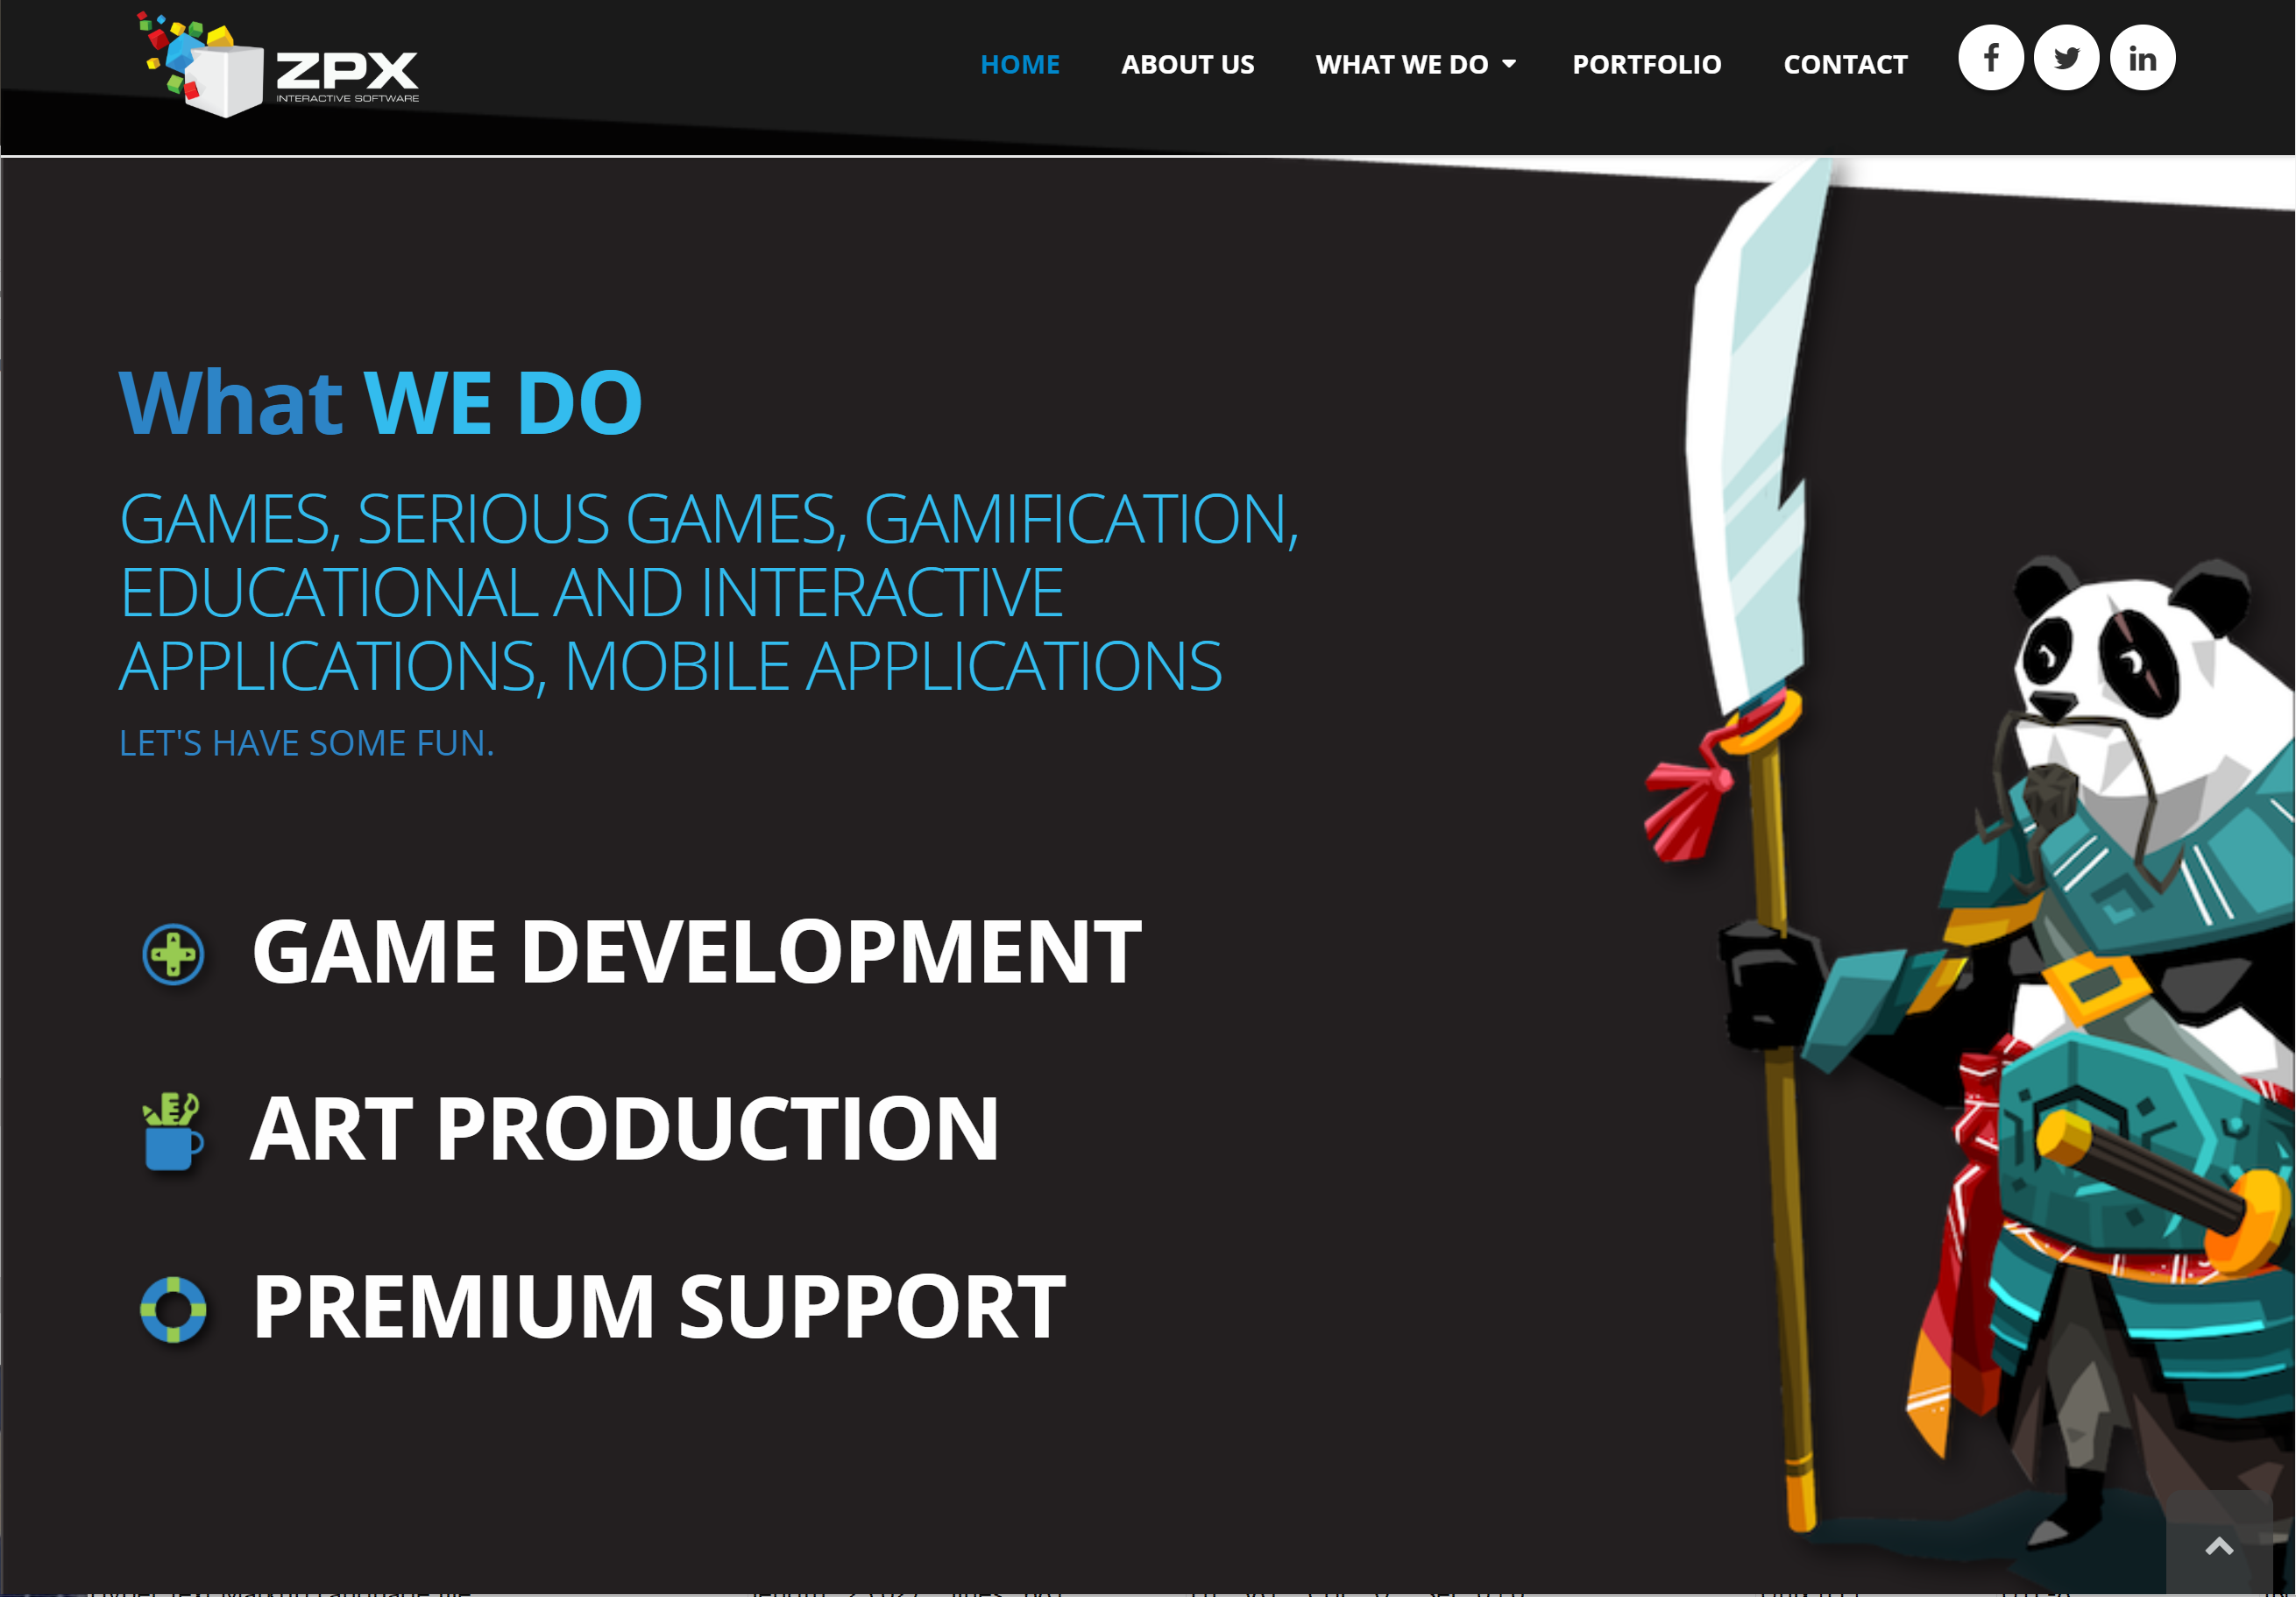 ZPX
INTERACTIVE SOFTWARE
HOME
ABOUT US
WHAT WE DO
PORTFOLIO
CONTACT
What WE DO
GAMES, SERIOUS GAMES, GAMIFICATION,
EDUCATIONAL AND INTERACTIVE
APPLICATIONS, MOBILE APPLICATIONS
LET'S HAVE SOME FUN.
GAME DEVELOPMENT
ART PRODUCTION
PREMIUM SUPPORT